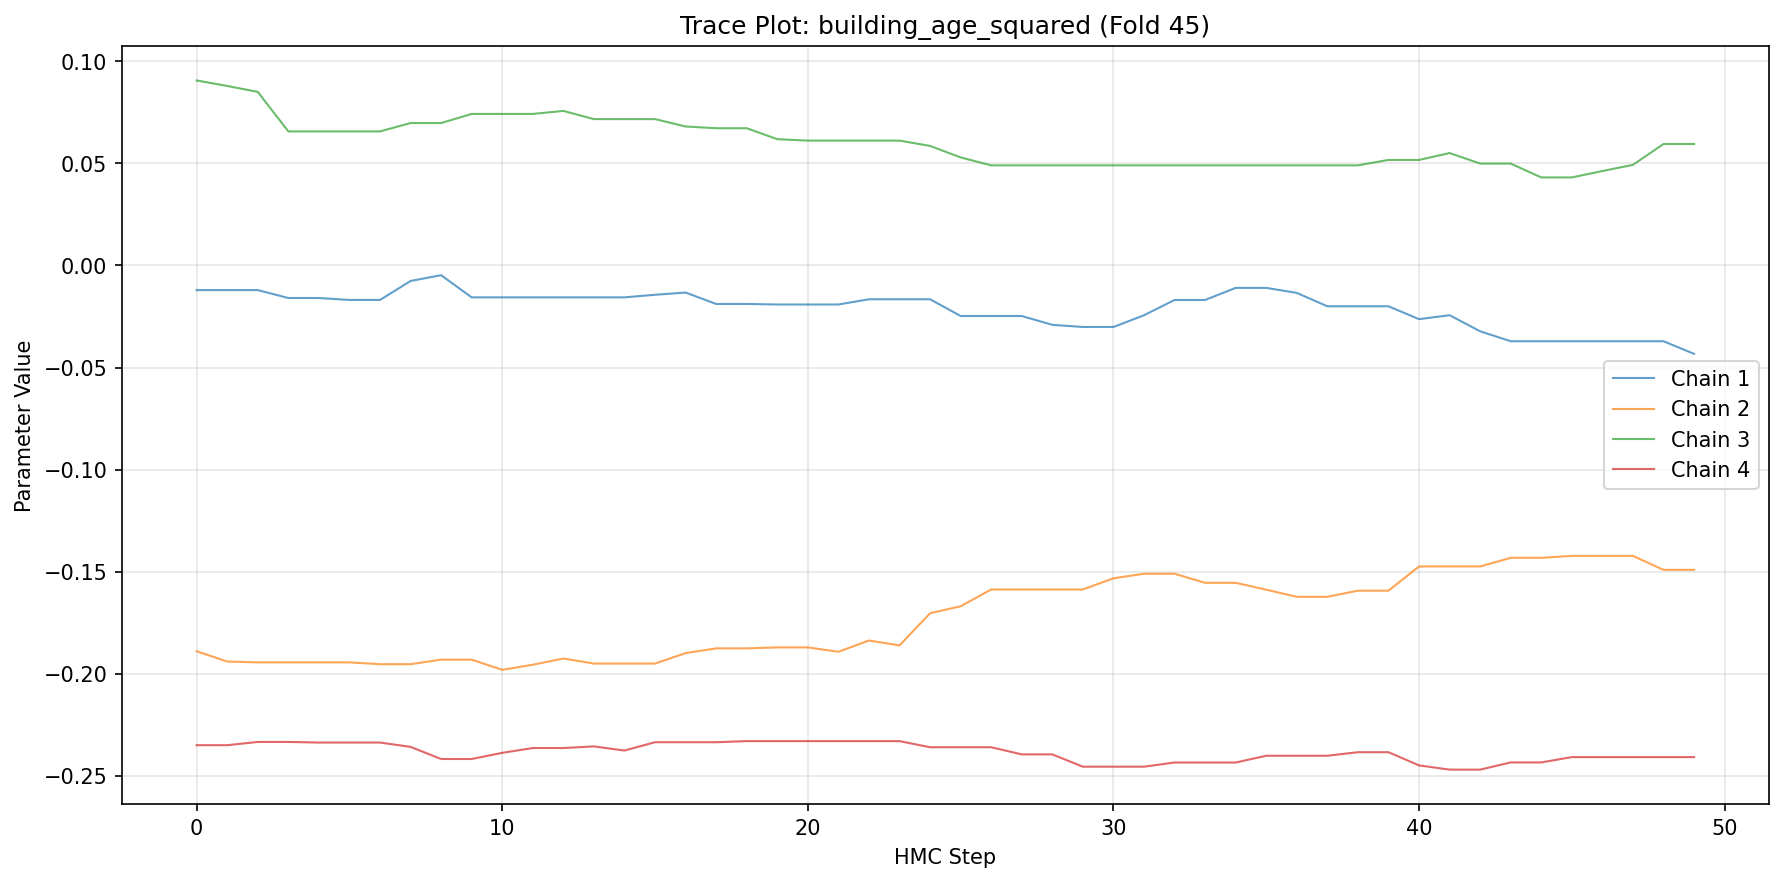 Trace Plot: building_age_squared (Fold 45)
Parameter Value
0.10
0.05
0.00
−0.05
−0.10
−0.15
−0.20
−0.25
Chain 1
Chain 2
Chain 3
Chain 4
0 10 20 30 40 50
HMC Step